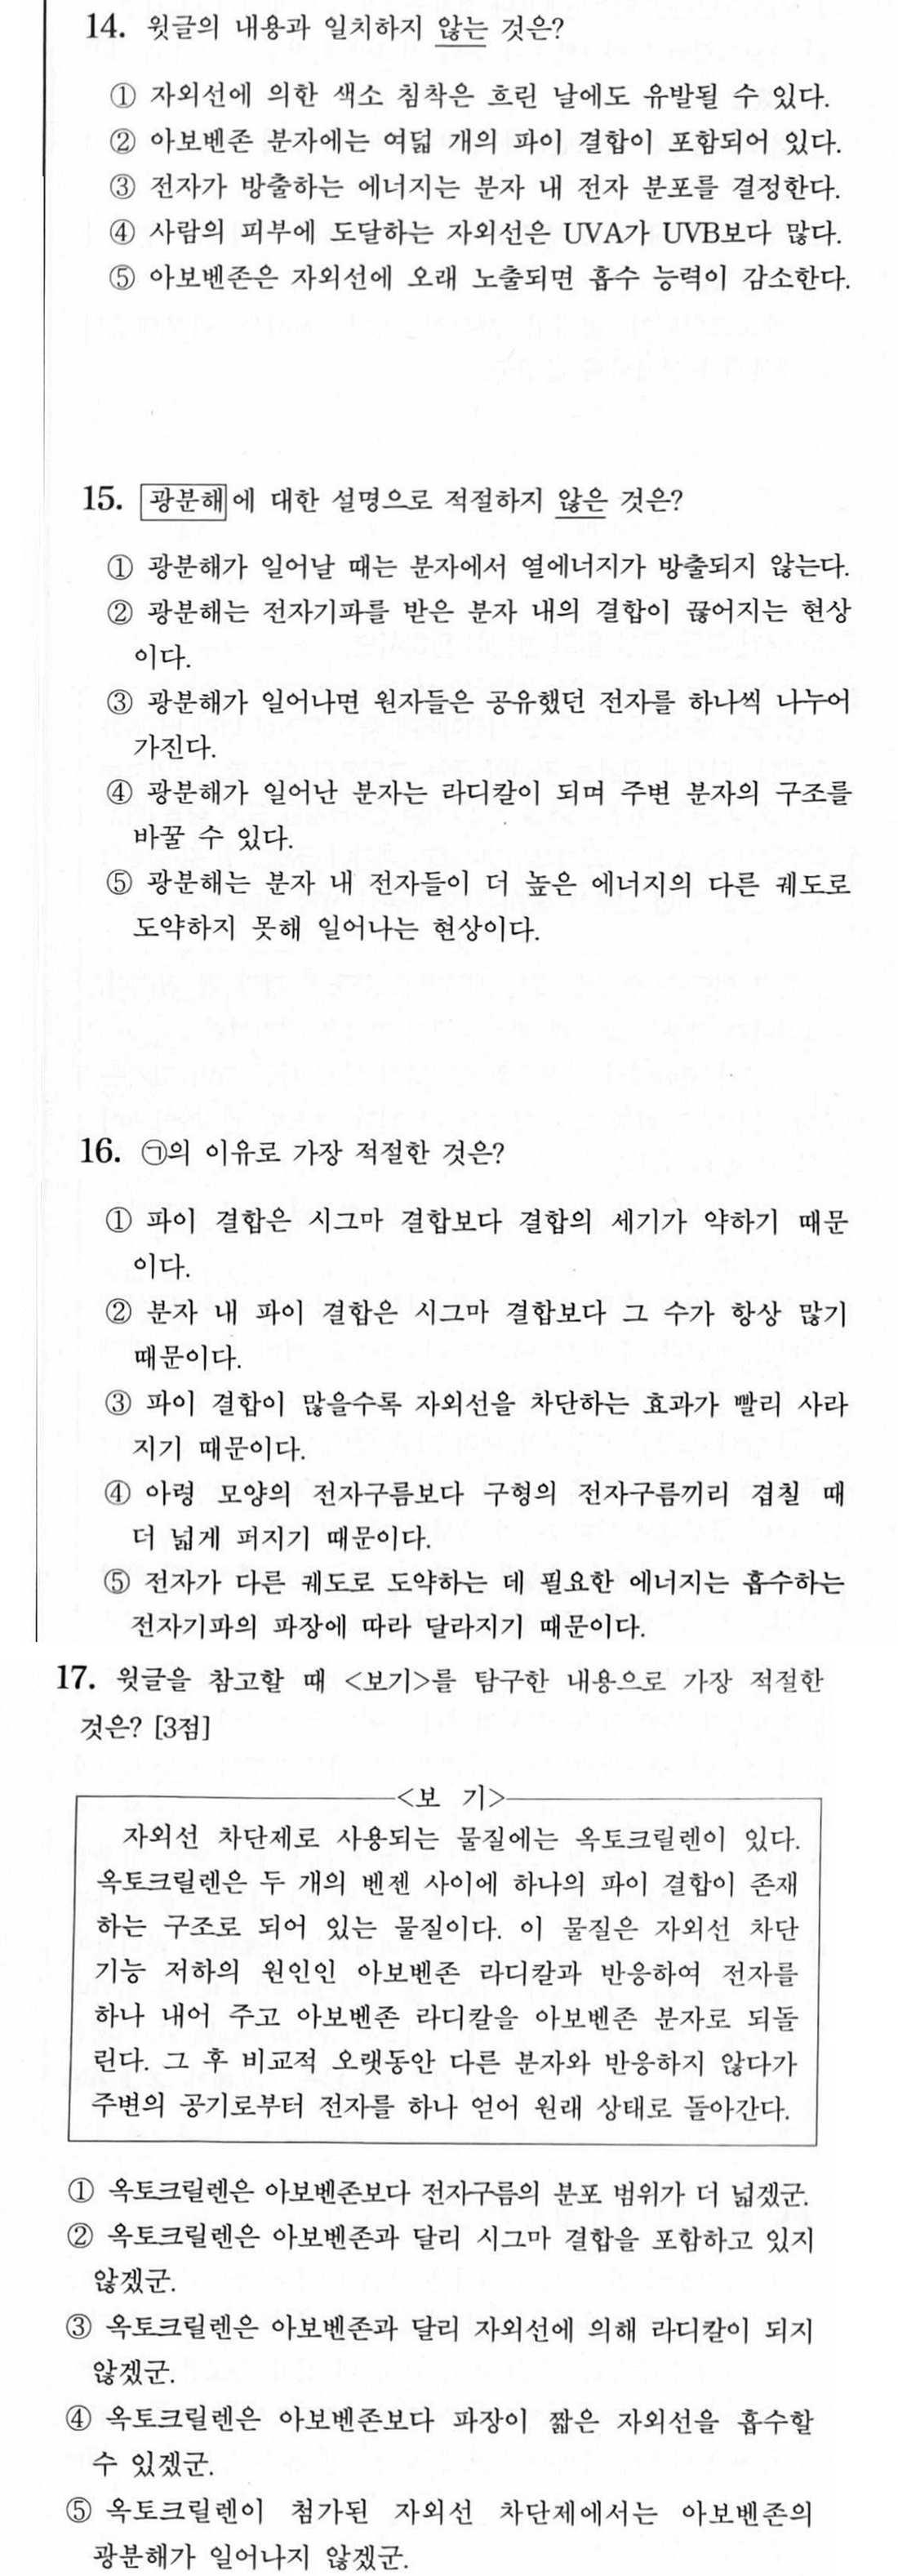 14. 윗글의 내용과 일치하지 않는 것은?
① 자외선에 의한 색소 침착은 흐린 날에도 유발될 수 있다.
② 아보벤존 분자에는 여덟 개의 파이 결합이 포함되어 있다.
③ 전자가 방출하는 에너지는 분자 내 전자 분포를 결정한다.
④ 사람의 피부에 도달하는 자외선은 UVA가 UVB보다 많다.
⑤ 아보벤존은 자외선에 오래 노출되면 흡수 능력이 감소한다.
15. 광분해에 대한 설명으로 적절하지 않은 것은?
① 광분해가 일어날 때는 분자에서 열에너지가 방출되지 않는다.
② 광분해는 전자기파를 받은 분자 내의 결합이 끊어지는 현상
이다.
③ 광분해가 일어나면 원자들은 공유했던 전자를 하나씩 나누어
가진다.
④ 광분해가 일어난 분자는 라디칼이 되며 주변 분자의 구조를
바꿀 수 있다.
⑤ 광분해는 분자 내 전자들이 더 높은 에너지의 다른 궤도로
도약하지 못해 일어나는 현상이다.
16. ㉠의 이유로 가장 적절한 것은?
① 파이 결합은 시그마 결합보다 결합의 세기가 약하기 때문
이다.
② 분자 내 파이 결합은 시그마 결합보다 그 수가 항상 많기
때문이다.
③ 파이 결합이 많을수록 자외선을 차단하는 효과가 빨리 사라
지기 때문이다.
④ 아령 모양의 전자구름보다 구형의 전자구름끼리 겹칠 때
더 넓게 퍼지기 때문이다.
⑤ 전자가 다른 궤도로 도약하는 데 필요한 에너지는 흡수하는
전자기파의 파장에 따라 달라지기 때문이다.
17. 윗글을 참고할 때 <보기>를 탐구한 내용으로 가장 적절한
것은? [3점]
<보 기>
자외선 차단제로 사용되는 물질에는 옥토크릴렌이 있다.
옥토크릴렌은 두 개의 벤젠 사이에 하나의 파이 결합이 존재
하는 구조로 되어 있는 물질이다. 이 물질은 자외선 차단
기능 저하의 원인인 아보벤존 라디칼과 반응하여 전자를
하나 내어 주고 아보벤존 라디칼을 아보벤존 분자로 되돌
린다. 그 후 비교적 오랫동안 다른 분자와 반응하지 않다가
주변의 공기로부터 전자를 하나 얻어 원래 상태로 돌아간다.
① 옥토크릴렌은 아보벤존보다 전자구름의 분포 범위가 더 넓겠군.
② 옥토크릴렌은 아보벤존과 달리 시그마 결합을 포함하고 있지
않겠군.
③ 옥토크릴렌은 아보벤존과 달리 자외선에 의해 라디칼이 되지
않겠군.
④ 옥토크릴렌은 아보벤존보다 파장이 짧은 자외선을 흡수할
수 있겠군.
⑤ 옥토크릴렌이 첨가된 자외선 차단제에서는 아보벤존의
광분해가 일어나지 않겠군.